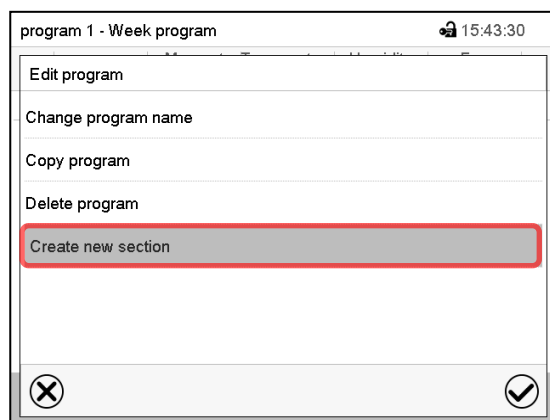 program 1 - Week program 15:43:30
Edit program
Change program name
Copy program
Delete program
Create new section